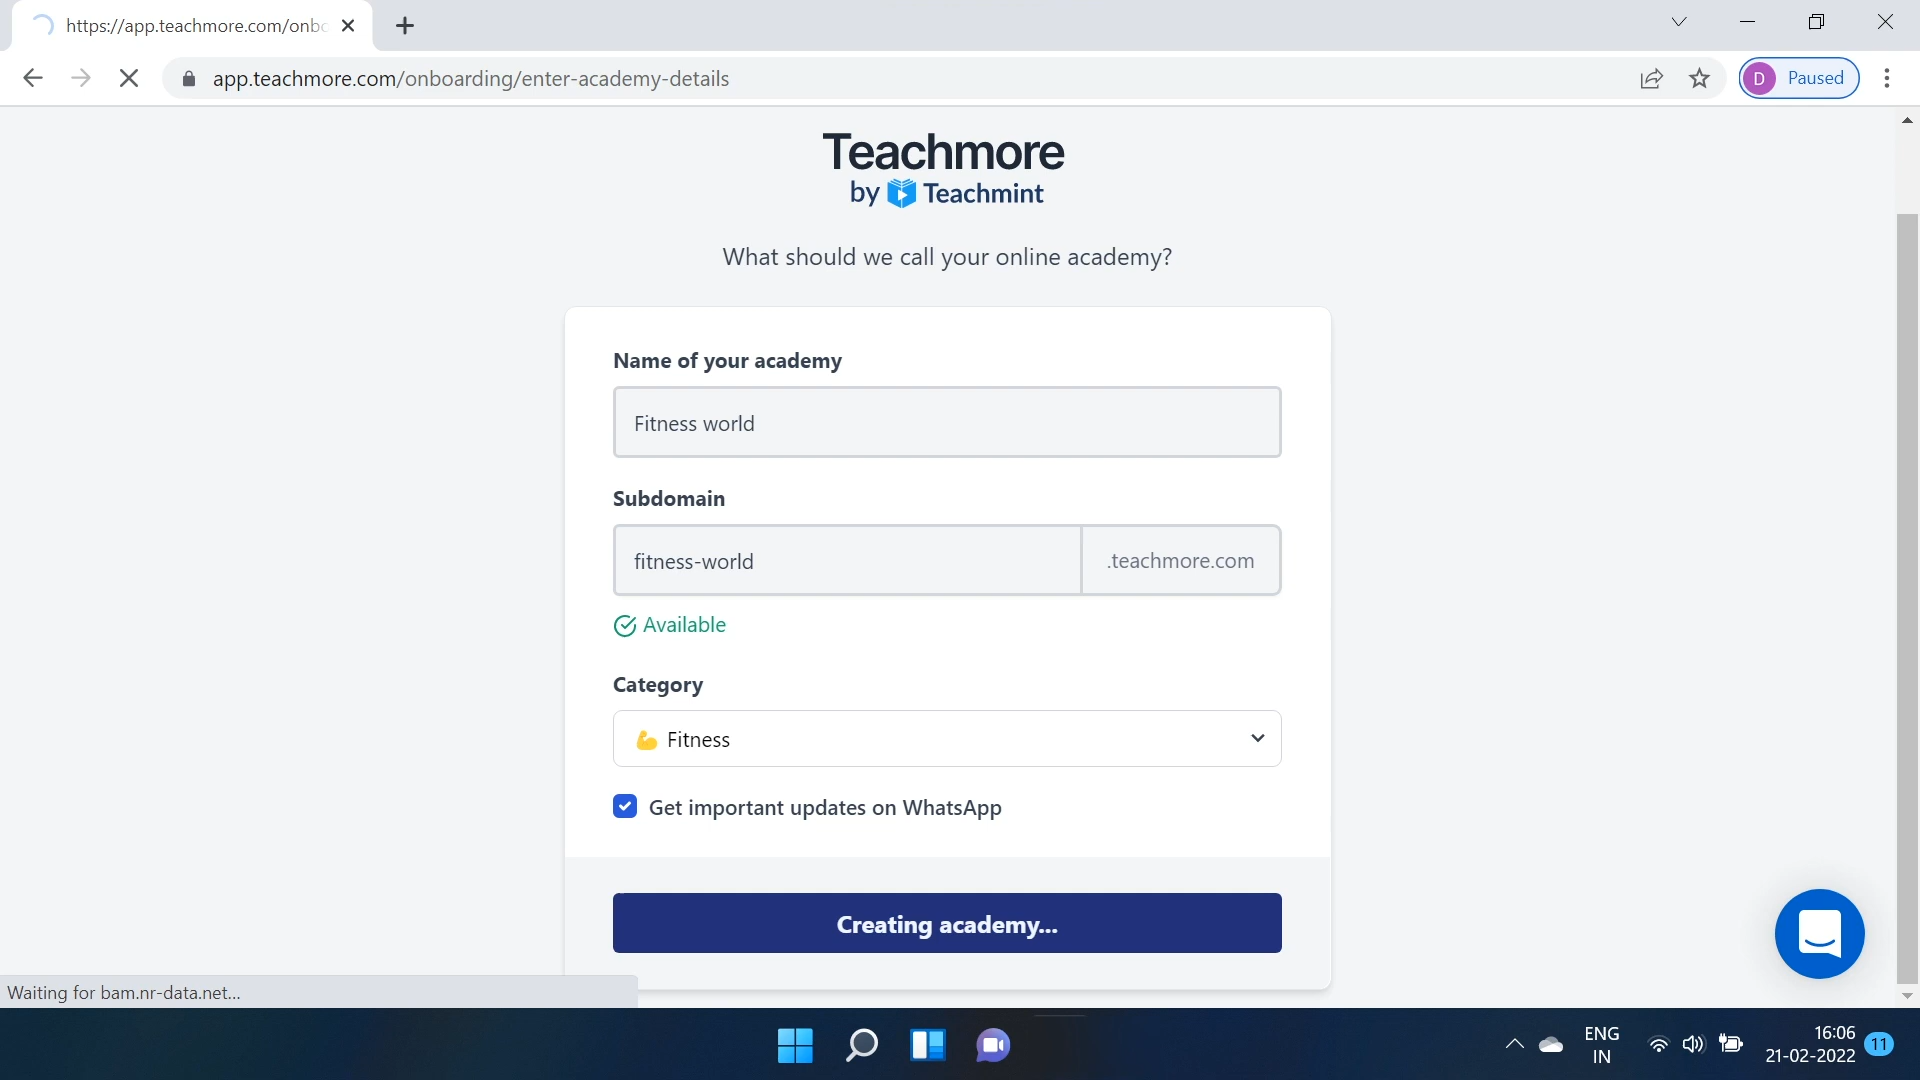 https://app.teachmore.com/onbo
app.teachmore.com/onboarding/enter-academy-details
D Paused
Teachmore
by Teachmint
What should we call your online academy?
Name of your academy
Fitness world
Subdomain
fitness-world .teachmore.com
Available
Category
Fitness
Get important updates on WhatsApp
Creating academy...
Waiting for bam.nr-data.net...
ENG
IN
16:06
21-02-2022
11